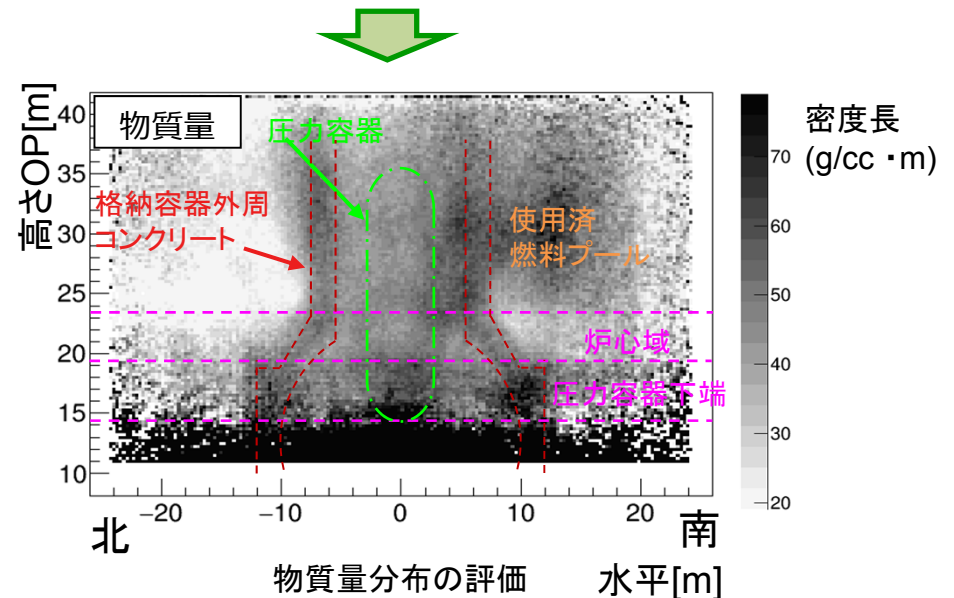 物質量
圧力容器
格納容器外周
コンクリート
使用済
燃料プール
炉心域
圧力容器下端
高さOP[m]
40
35
30
25
20
15
10
−20
−10
0
10
20
北
南
物質量分布の評価
水平[m]
密度長
(g/cc・m)
70
60
50
40
30
20